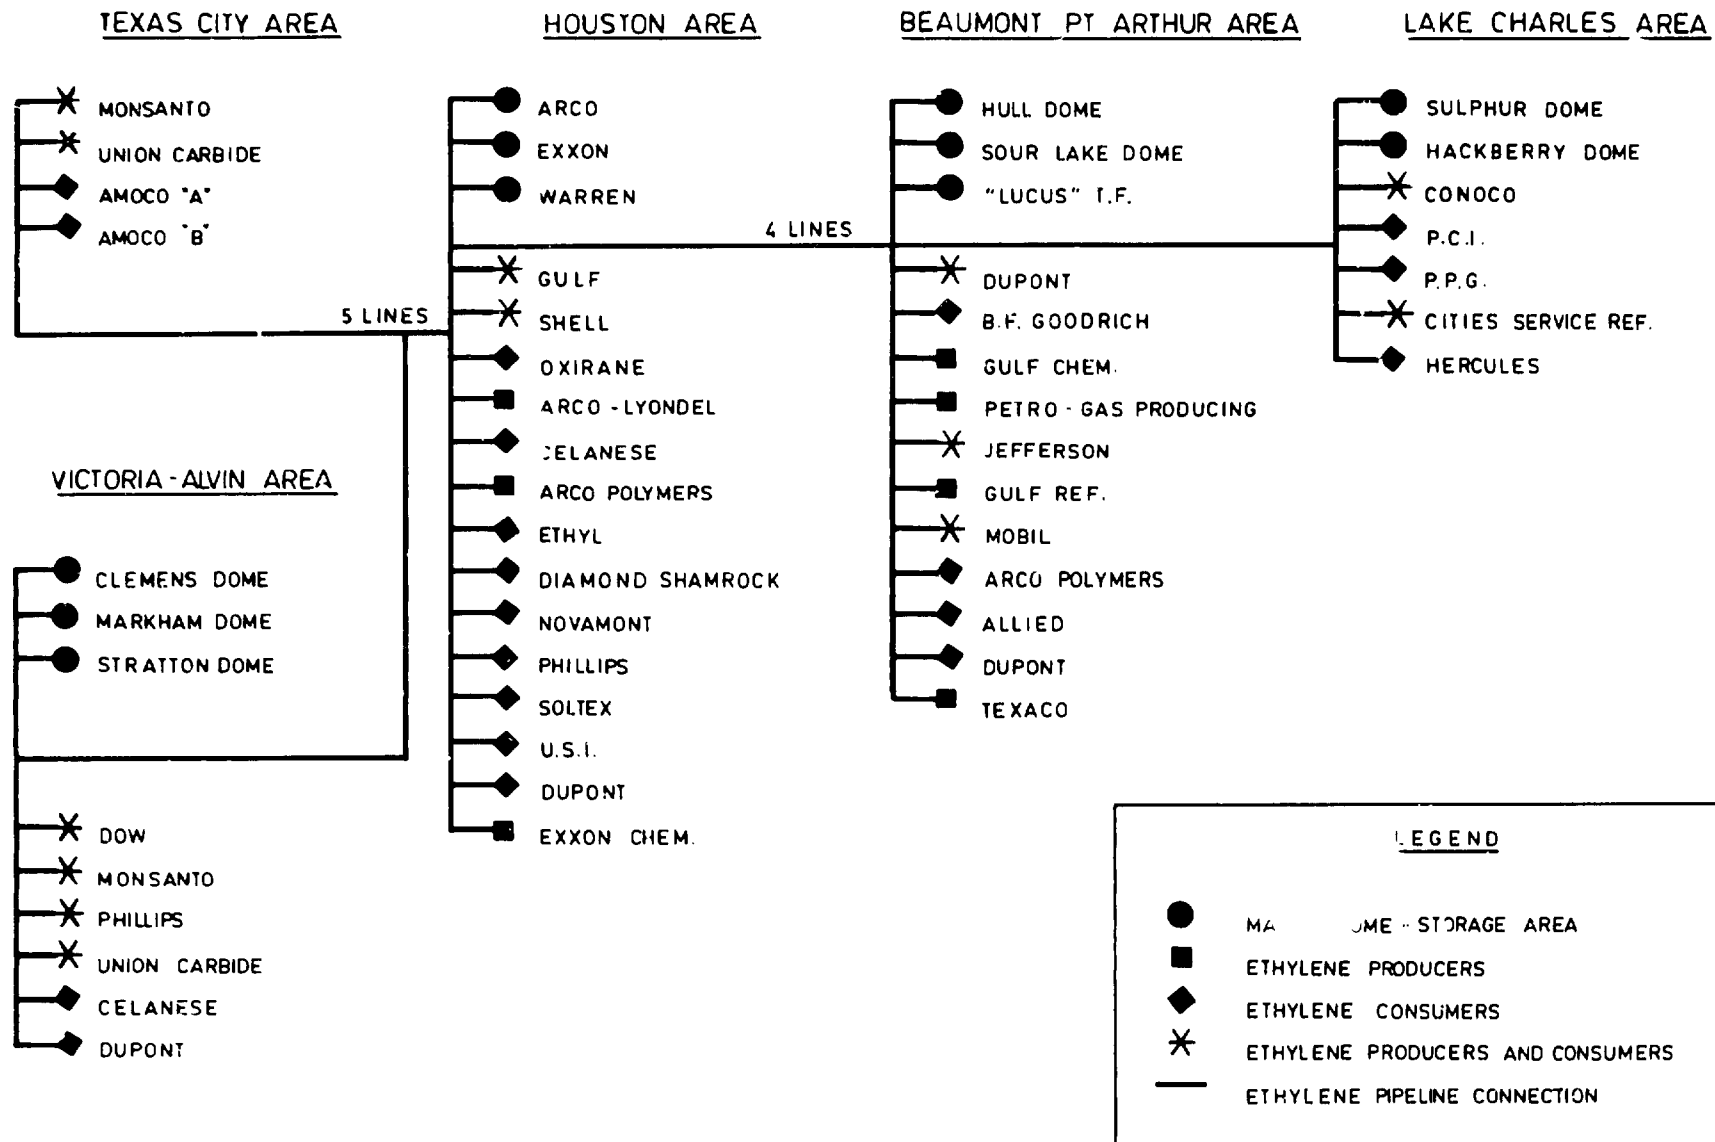 TEXAS CITY AREA
MONSANTO
UNION CARBIDE
AMOCO "A"
AMOCO "B"
HOUSTON AREA
ARCO
EXXON
WARREN
4 LINES
GULF
SHELL
5 LINES
OXIRANE
ARCO - LYONDEL
CELANESE
ARCO POLYMERS
ETHYL
DIAMOND SHAMROCK
NOVAMONT
PHILLIPS
SOLTEX
U.S.I.
DUPONT
EXXON CHEM.
BEAUMONT PT ARTHUR AREA
HULL DOME
SOUR LAKE DOME
"LUCUS" T.F.
DUPONT
B.F. GOODRICH
GULF CHEM.
PETRO - GAS PRODUCING
JEFFERSON
GULF REF.
MOBIL
ARCO POLYMERS
ALLIED
DUPONT
TEXACO
LAKE CHARLES AREA
SULPHUR DOME
HACKBERRY DOME
CONOCO
P.C.I.
P.P.G.
CITIES SERVICE REF.
HERCULES
VICTORIA - ALVIN AREA
CLEMENS DOME
MARKHAM DOME
STRATTON DOME
DOW
MONSANTO
PHILLIPS
UNION CARBIDE
CELANESE
DUPONT
LEGEND
STORAGE AREA
ETHYLENE PRODUCERS
ETHYLENE CONSUMERS
ETHYLENE PRODUCERS AND CONSUMERS
ETHYLENE PIPELINE CONNECTION